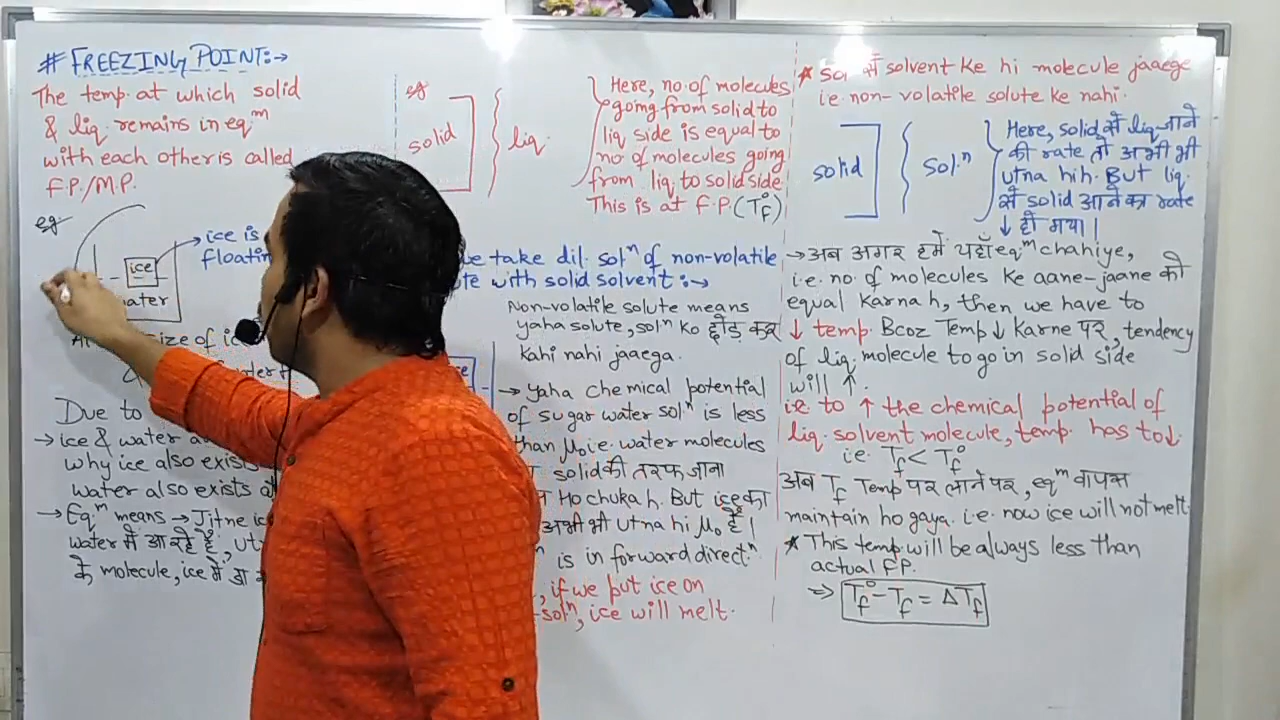 # FREEZING POINT:→
The temp. at which solid
& liq. remains in eqᵐ
with each other is called
F.P./M.P.
eg.
ice
water
→ ice is
floatin
size of ic
Due to
→ ice & water a
why ice also exists
water also exists a
→ Eqᵐ means → Jitne ic
water में आ रहे हैं, ut
के molecule, ice में
eg
solid
liq.
Here, no. of molecules
going from solid to
liq. side is equal to
no of molecules going
from liq. to solid side
This is at F.P. (T°f)
e take dil. solⁿ of non-volatile
te with solid solvent :→
Non-volatile solute means
yaha solute, solⁿ ko छोड़ कर
kahi nahi jaaega.
→ Yaha chemical potential
of sugar water solⁿ is less
than μ₀ i.e. water molecules
solid की तरफ जाना
Ho chuka h. But ice का
अभी भी utna hi μ₀ है।
is in forward directⁿ
, if we put ice on
solⁿ, ice will melt.
* Solⁿ में solvent ke hi molecule jaaege
i.e. non-volatile solute ke nahi.
solid
Solⁿ
Here, solid से liq जाने
की rate तो अभी भी
utna hi h. But liq.
से solid आने का rate
↓ हो गया।
→ अब अगर हमें यहाँ eqᵐ chahiye,
i.e. no. of molecules ke aane-jaane को
equal karna h, then we have to
↓ temp. Bcoz Temp↓ karne पर, tendency
of liq. molecule to go in solid side
will ↑.
i.e. to ↑ the chemical potential of
liq. solvent molecule, temp. has to↓.
i.e. Tf < T°f
अब Tf Temp पर लाने पर, eqᵐ वापस
maintain ho gaya. i.e. now ice will not melt.
* This temp. will be always less than
actual F.P.
⇒ T°f - Tf = ΔTf